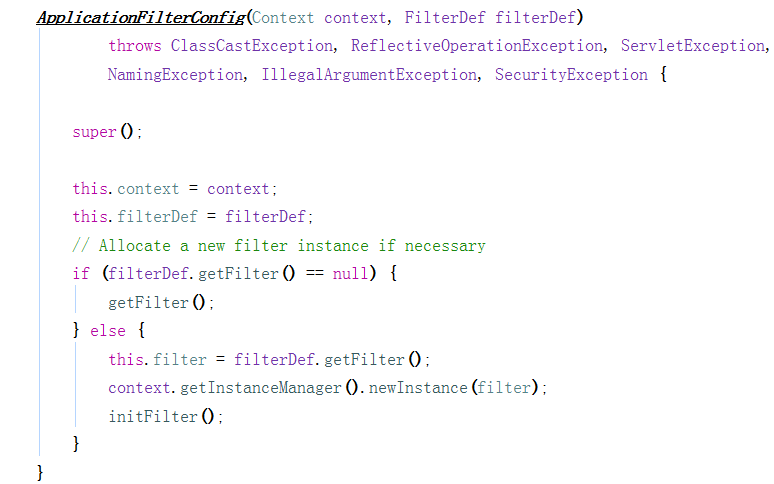 ApplicationFilterConfig(Context context, FilterDef filterDef)
throws ClassCastException, ReflectiveOperationException, ServletException,
NamingException, IllegalArgumentException, SecurityException {
super();
this.context = context;
this.filterDef = filterDef;
// Allocate a new filter instance if necessary
if (filterDef.getFilter() == null) {
getFilter();
} else {
this.filter = filterDef.getFilter();
context.getInstanceManager().newInstance(filter);
initFilter();
}
}